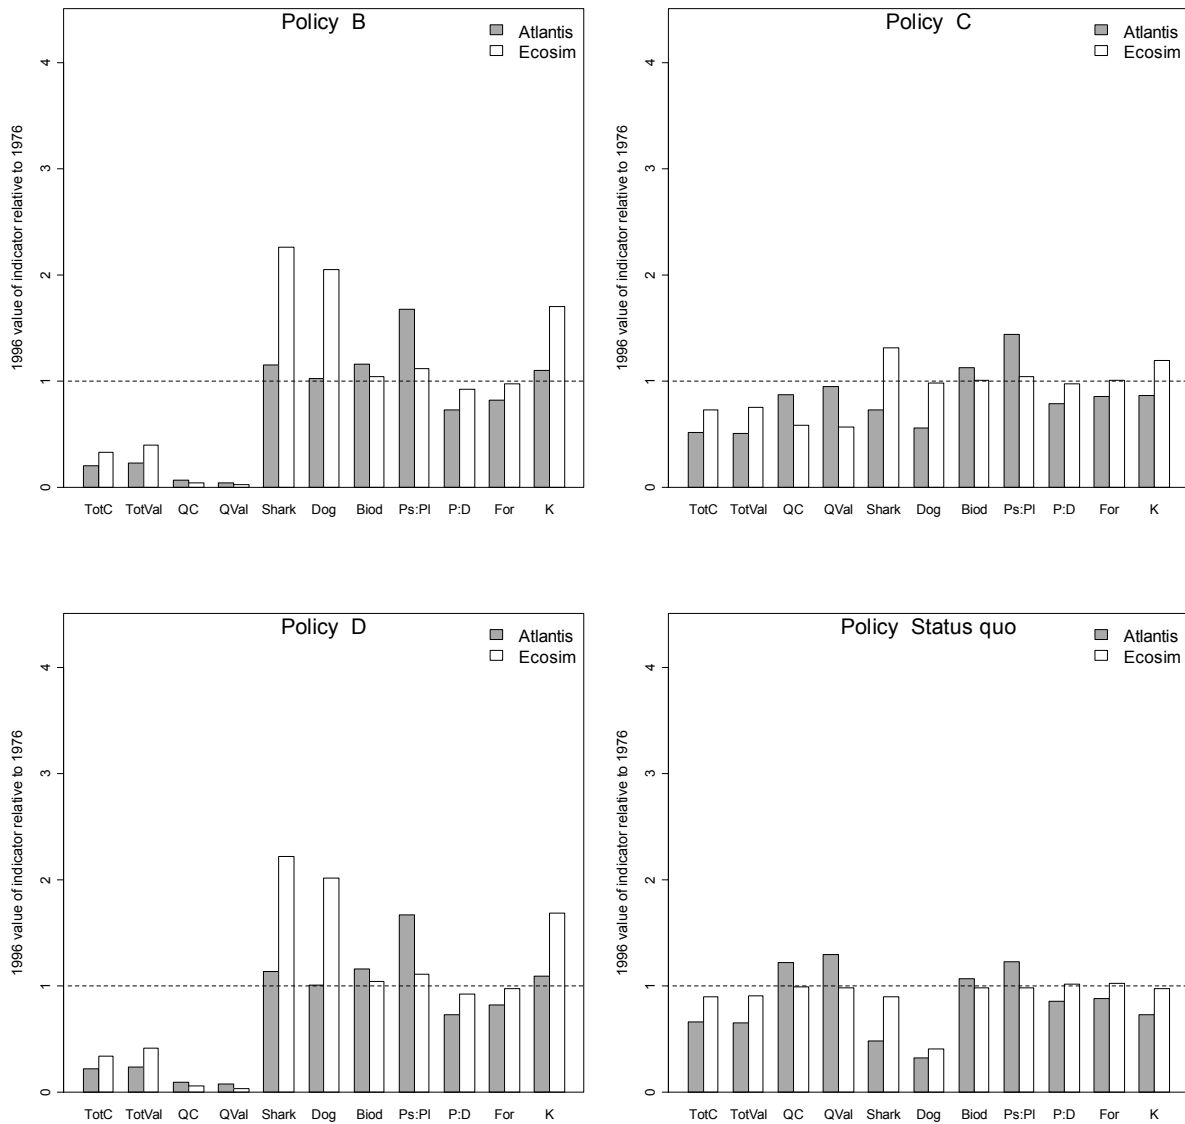 Policy B
Atlantis
Ecosim
1996 value of indicator relative to 1976
4
3
2
1
0
TotC TotVal QC QVal Shark Dog Biod Ps:Pl P:D For K
Policy C
Atlantis
Ecosim
1996 value of indicator relative to 1976
4
3
2
1
0
TotC TotVal QC QVal Shark Dog Biod Ps:Pl P:D For K
Policy D
Atlantis
Ecosim
1996 value of indicator relative to 1976
4
3
2
1
0
TotC TotVal QC QVal Shark Dog Biod Ps:Pl P:D For K
Policy Status quo
Atlantis
Ecosim
1996 value of indicator relative to 1976
4
3
2
1
0
TotC TotVal QC QVal Shark Dog Biod Ps:Pl P:D For K